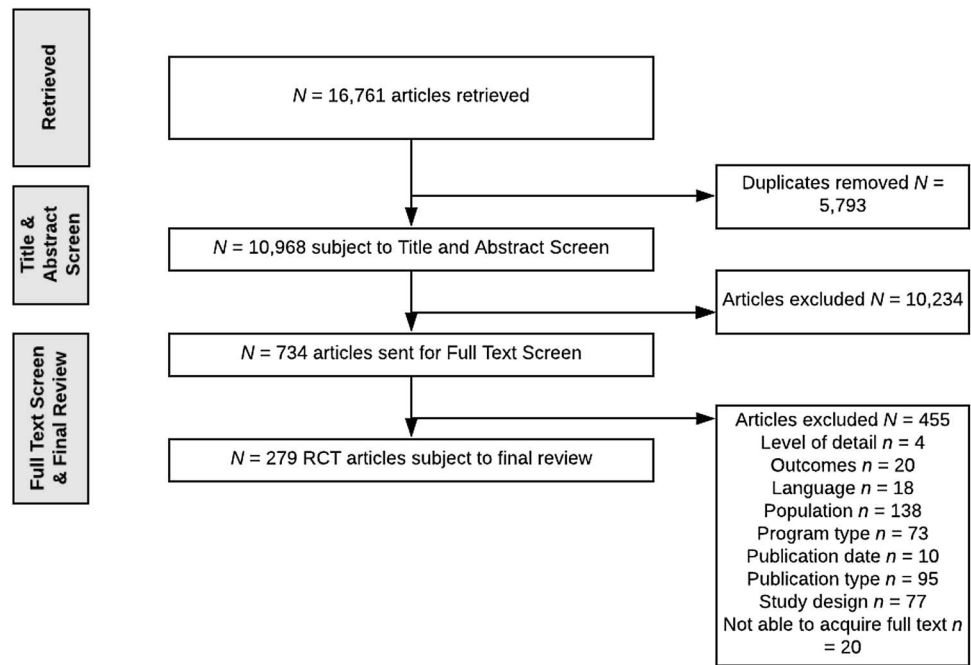 Retrieved
N = 16,761 articles retrieved
Duplicates removed N =
5,793
Title &
Abstract
Screen
N = 10,968 subject to Title and Abstract Screen
Articles excluded N = 10,234
Full Text Screen
& Final Review
N = 734 articles sent for Full Text Screen
N = 279 RCT articles subject to final review
Articles excluded N = 455
Level of detail n = 4
Outcomes n = 20
Language n = 18
Population n = 138
Program type n = 73
Publication date n = 10
Publication type n = 95
Study design n = 77
Not able to acquire full text n
= 20